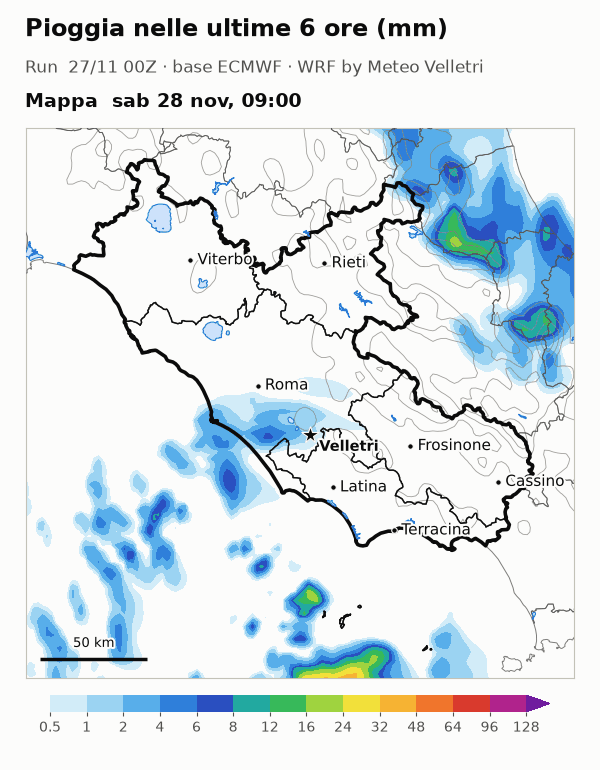 Pioggia nelle ultime 6 ore (mm)
Run  27/11 00Z · base ECMWF · WRF by Meteo Velletri
Mappa  sab 28 nov, 09:00
Viterbo
Rieti
Roma
Velletri
Frosinone
Cassino
Latina
Terracina
50 km
0.5 1 2 4 6 8 12 16 24 32 48 64 96 128